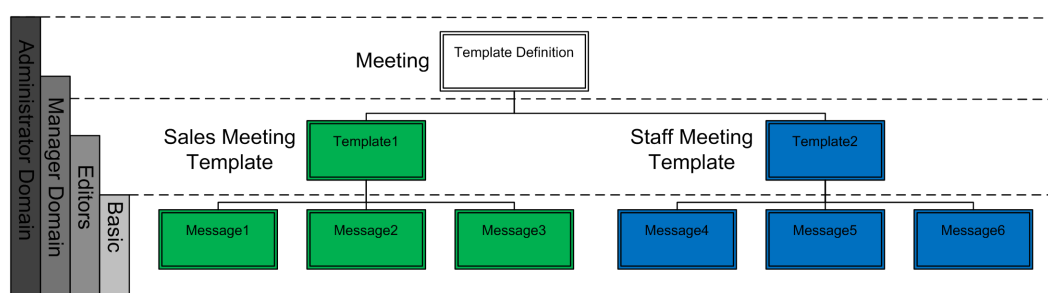 Administrator Domain
Manager Domain
Editors
Basic
Meeting
Template Definition
Sales Meeting
Template
Template1
Staff Meeting
Template
Template2
Message1
Message2
Message3
Message4
Message5
Message6